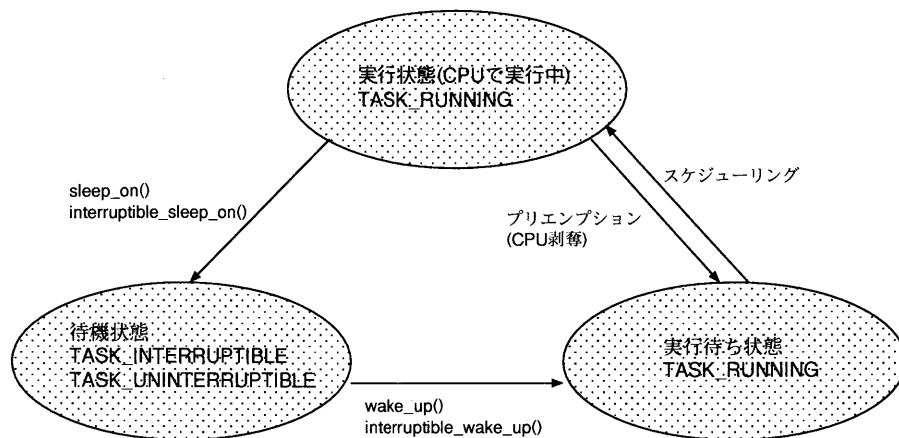 実行状態(CPUで実行中)
TASK_RUNNING
sleep_on()
interruptible_sleep_on()
スケジューリング
プリエンプション
(CPU剥奪)
待機状態
TASK_INTERRUPTIBLE
TASK_UNINTERRUPTIBLE
実行待ち状態
TASK_RUNNING
wake_up()
interruptible_wake_up()